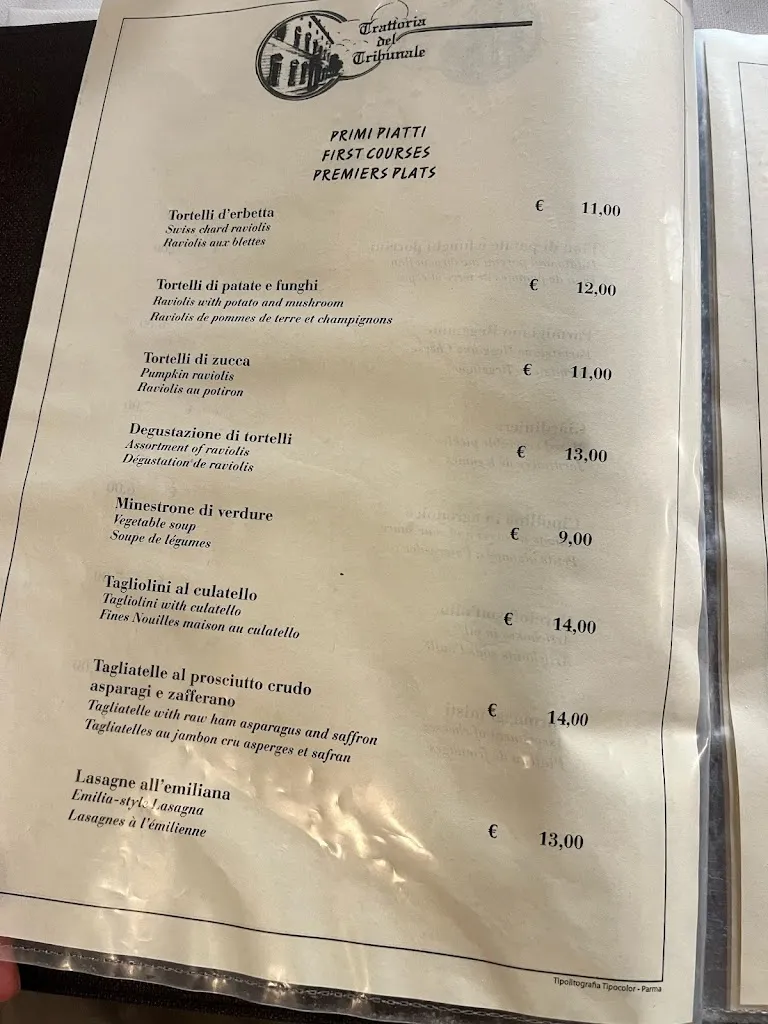 Trattoria
del
Tribunale
PRIMI PIATTI
FIRST COURSES
PREMIERS PLATS
Tortelli d'erbetta € 11,00
Swiss chard raviolis
Raviolis aux blettes
Tortelli di patate e funghi € 12,00
Raviolis with potato and mushroom
Raviolis de pommes de terre et champignons
Tortelli di zucca € 11,00
Pumpkin raviolis
Raviolis au potiron
Degustazione di tortelli € 13,00
Assortment of raviolis
Dégustation de raviolis
Minestrone di verdure € 9,00
Vegetable soup
Soupe de légumes
Tagliolini al culatello € 14,00
Tagliolini with culatello
Fines Nouilles maison au culatello
Tagliatelle al prosciutto crudo
asparagi e zafferano € 14,00
Tagliatelle with raw ham asparagus and saffron
Tagliatelles au jambon cru asperges et safran
Lasagne all'emiliana € 13,00
Emilia-style Lasagna
Lasagnes à l'émilienne
Tipolitografia Tipocolor - Parma